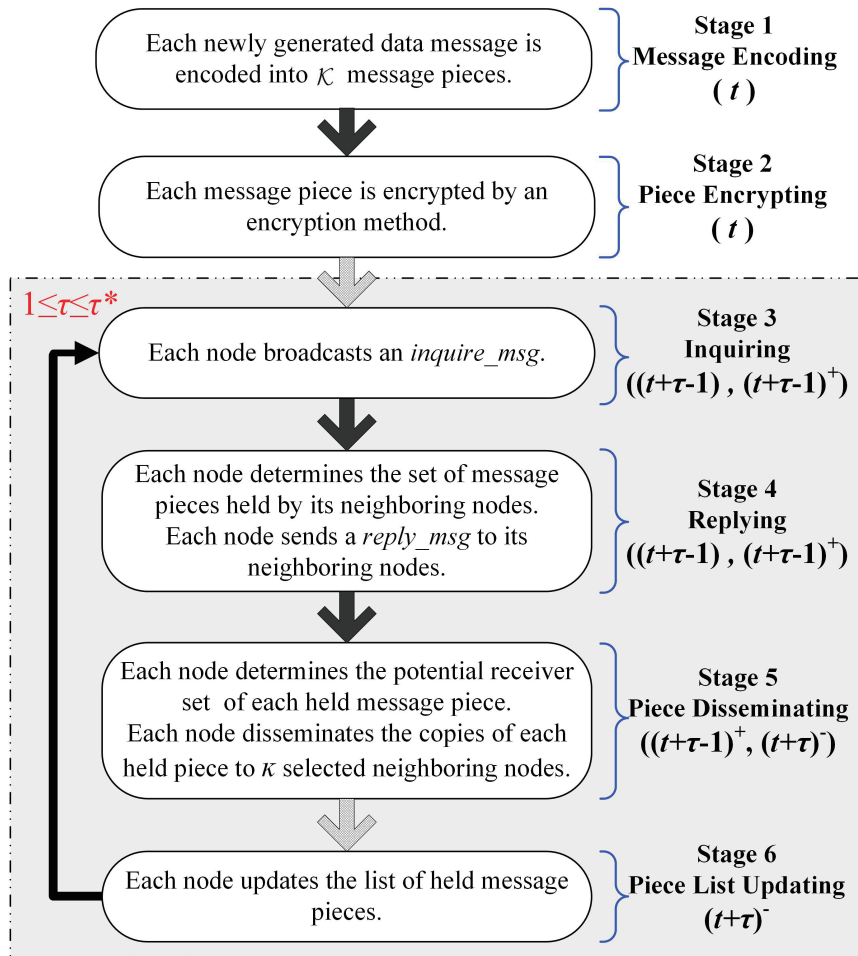 Each newly generated data message is
encoded into 𝒦 message pieces.
Stage 1
Message Encoding
( t )
Each message piece is encrypted by an
encryption method.
Stage 2
Piece Encrypting
( t )
1≤τ≤τ*
Each node broadcasts an inquire_msg.
Stage 3
Inquiring
((t+τ-1) , (t+τ-1)⁺)
Each node determines the set of message
pieces held by its neighboring nodes.
Each node sends a reply_msg to its
neighboring nodes.
Stage 4
Replying
((t+τ-1) , (t+τ-1)⁺)
Each node determines the potential receiver
set of each held message piece.
Each node disseminates the copies of each
held piece to κ selected neighboring nodes.
Stage 5
Piece Disseminating
((t+τ-1)⁺, (t+τ)⁻)
Each node updates the list of held message
pieces.
Stage 6
Piece List Updating
(t+τ)⁻